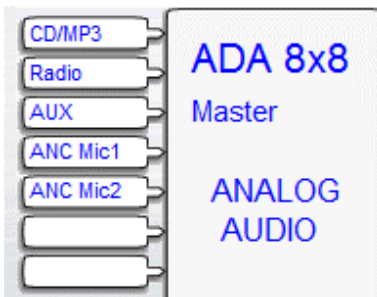 CD/MP3
Radio
AUX
ANC Mic1
ANC Mic2
ADA 8x8
Master
ANALOG
AUDIO